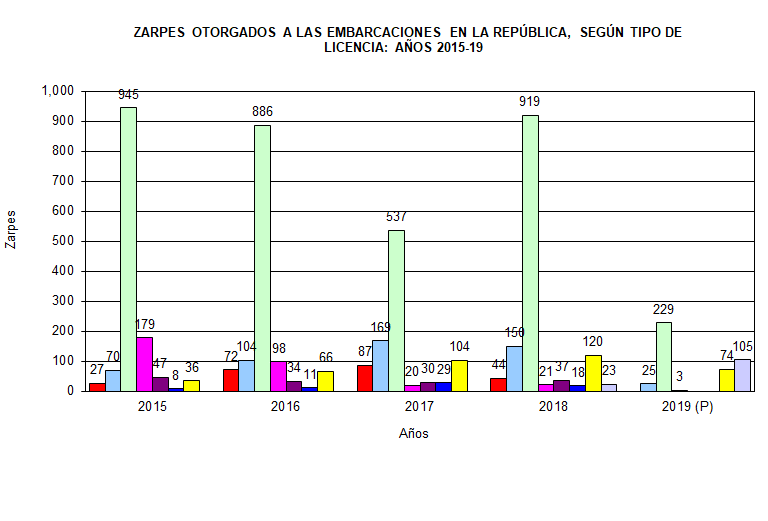 ZARPES OTORGADOS A LAS EMBARCACIONES EN LA REPÚBLICA, SEGÚN TIPO DE
LICENCIA: AÑOS 2015-19
1,000
900
800
700
600
500
400
300
200
100
0
Zarpes
27 70 945 179 47 8 36
72 104 886 98 34 11 66
87 169 537 20 30 29 104
44 150 919 21 37 18 120 23
25 229 3 74 105
2015 2016 2017 2018 2019 (P)
Años